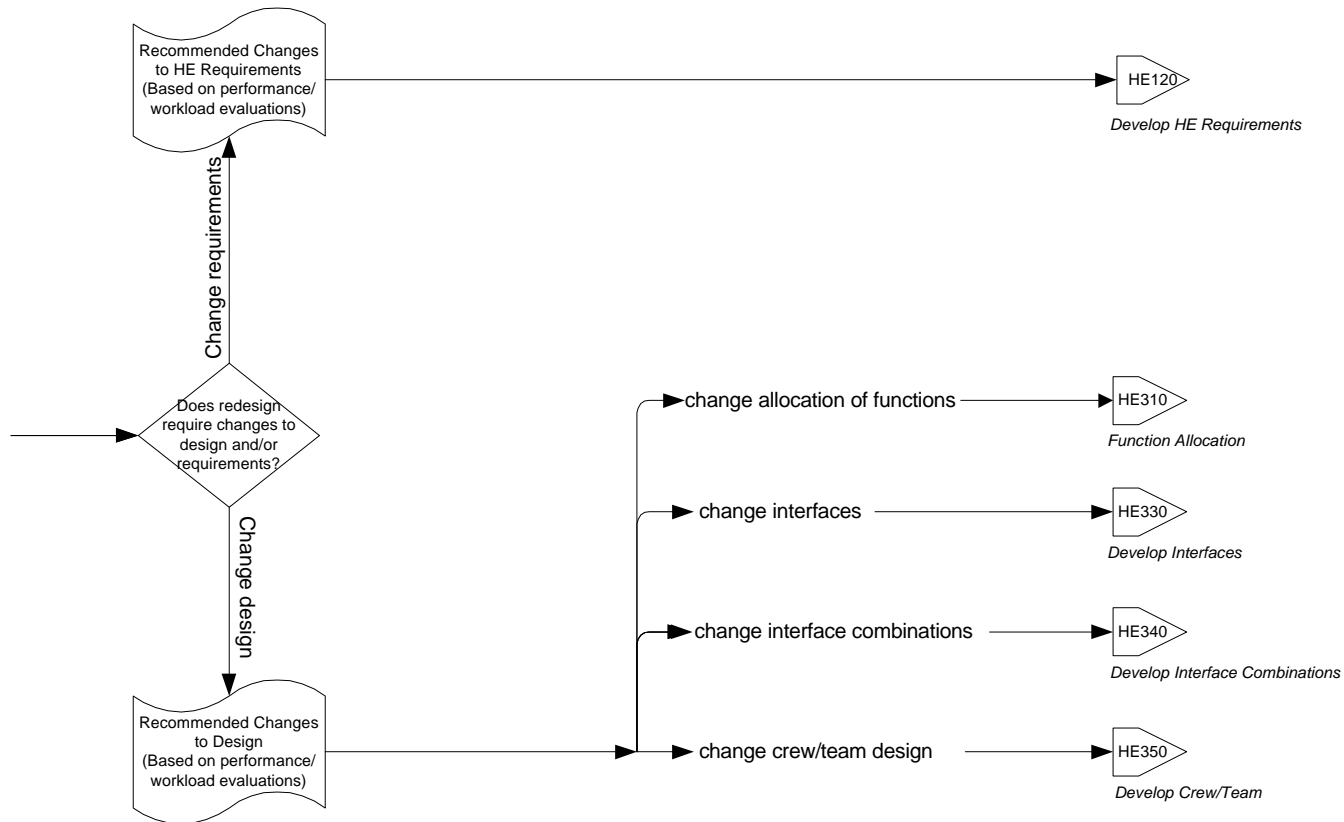 Recommended Changes
to HE Requirements
(Based on performance/
workload evaluations)
HE120
Develop HE Requirements
Change requirements
Does redesign
require changes to
design and/or
requirements?
change allocation of functions
HE310
Function Allocation
change interfaces
HE330
Develop Interfaces
Change design
change interface combinations
HE340
Develop Interface Combinations
Recommended Changes
to Design
(Based on performance/
workload evaluations)
change crew/team design
HE350
Develop Crew/Team